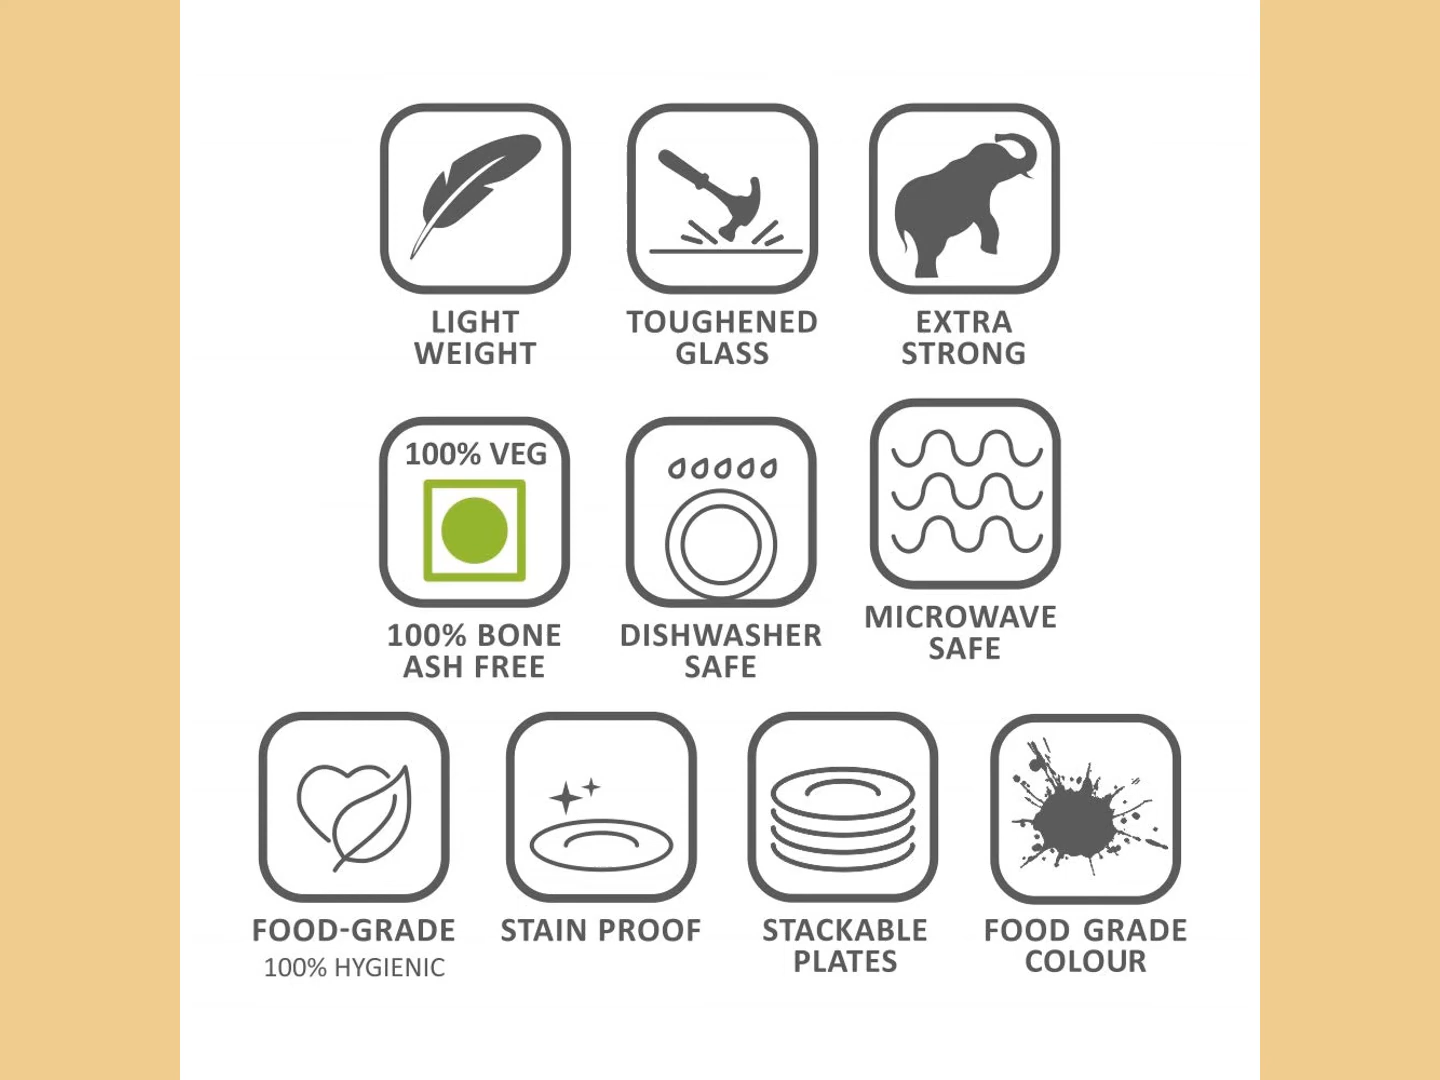 LIGHT
WEIGHT
TOUGHENED
GLASS
EXTRA
STRONG
100% VEG
100% BONE
ASH FREE
DISHWASHER
SAFE
MICROWAVE
SAFE
FOOD-GRADE
100% HYGIENIC
STAIN PROOF
STACKABLE
PLATES
FOOD GRADE
COLOUR